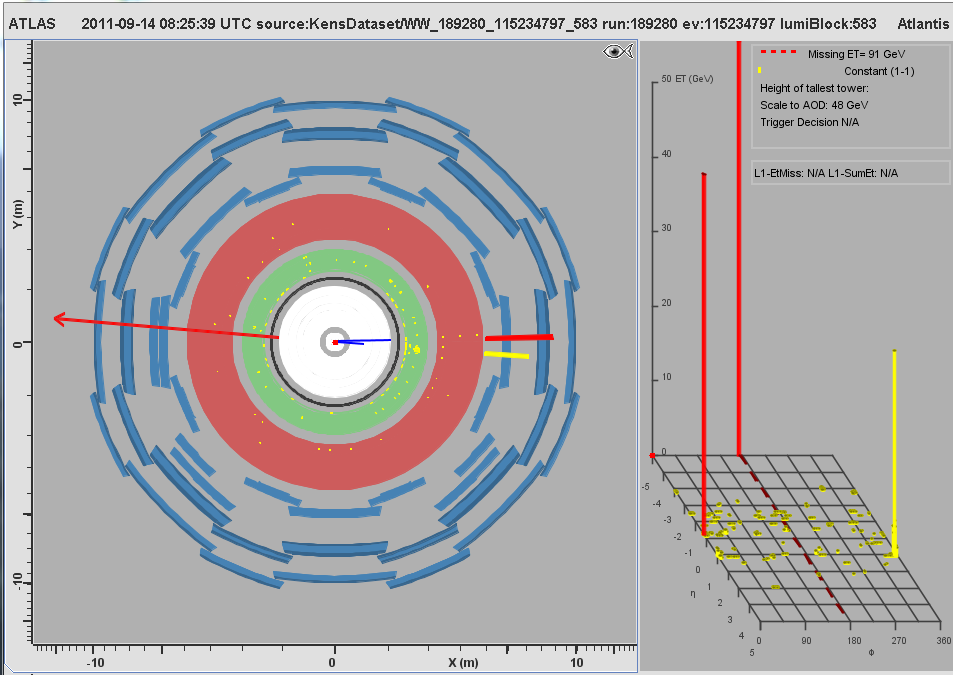 ATLAS 2011-09-14 08:25:39 UTC source:KensDataset/WW_189280_115234797_583 run:189280 ev:115234797 lumiBlock:583 Atlantis
Missing ET= 91 GeV
Constant (1-1)
Height of tallest tower:
Scale to AOD: 48 GeV
Trigger Decision N/A
L1-EtMiss: N/A L1-SumEt: N/A
50 ET (GeV)
40
30
20
10
0
-5
-4
-3
-2
-1
0
1
2
3
4
5
η
0 90 180 270 360
Φ
10
Y (m)
0
-10
-10 0 X (m) 10